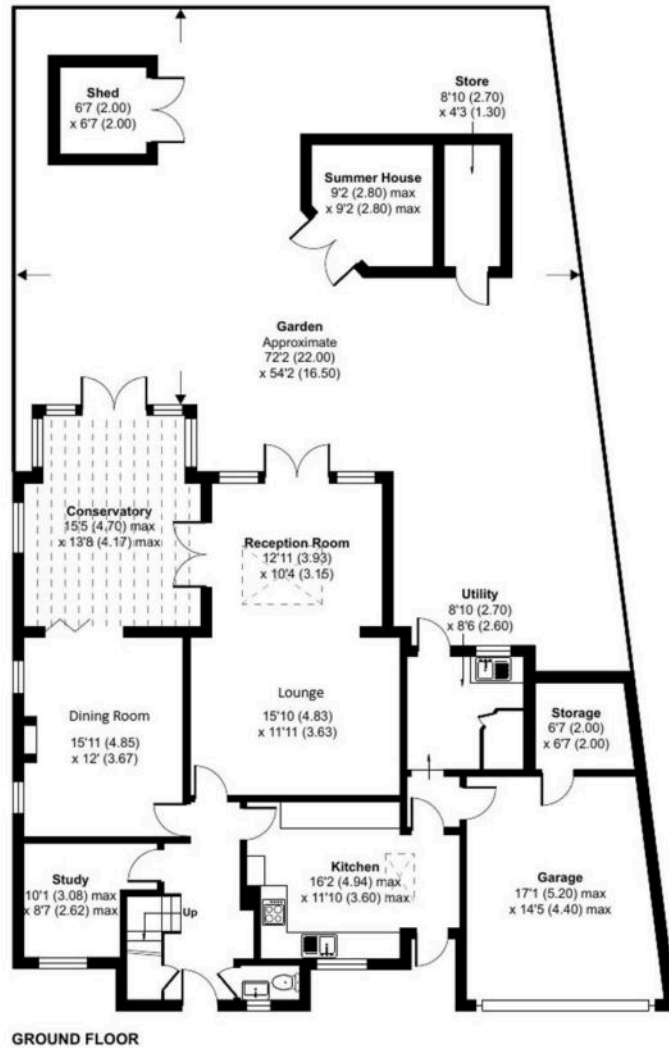 Shed
6'7 (2.00)
x 6'7 (2.00)
Store
8'10 (2.70)
x 4'3 (1.30)
Summer House
9'2 (2.80) max
x 9'2 (2.80) max
Garden
Approximate
72'2 (22.00)
x 54'2 (16.50)
Conservatory
15'5 (4.70) max
x 13'8 (4.17) max
Reception Room
12'11 (3.93)
x 10'4 (3.15)
Utility
8'10 (2.70)
x 8'6 (2.60)
Dining Room
15'11 (4.85)
x 12' (3.67)
Lounge
15'10 (4.83)
x 11'11 (3.63)
Storage
6'7 (2.00)
x 6'7 (2.00)
Study
10'1 (3.08) max
x 8'7 (2.62) max
Up
Kitchen
16'2 (4.94) max
x 11'10 (3.60) max
Garage
17'1 (5.20) max
x 14'5 (4.40) max
GROUND FLOOR